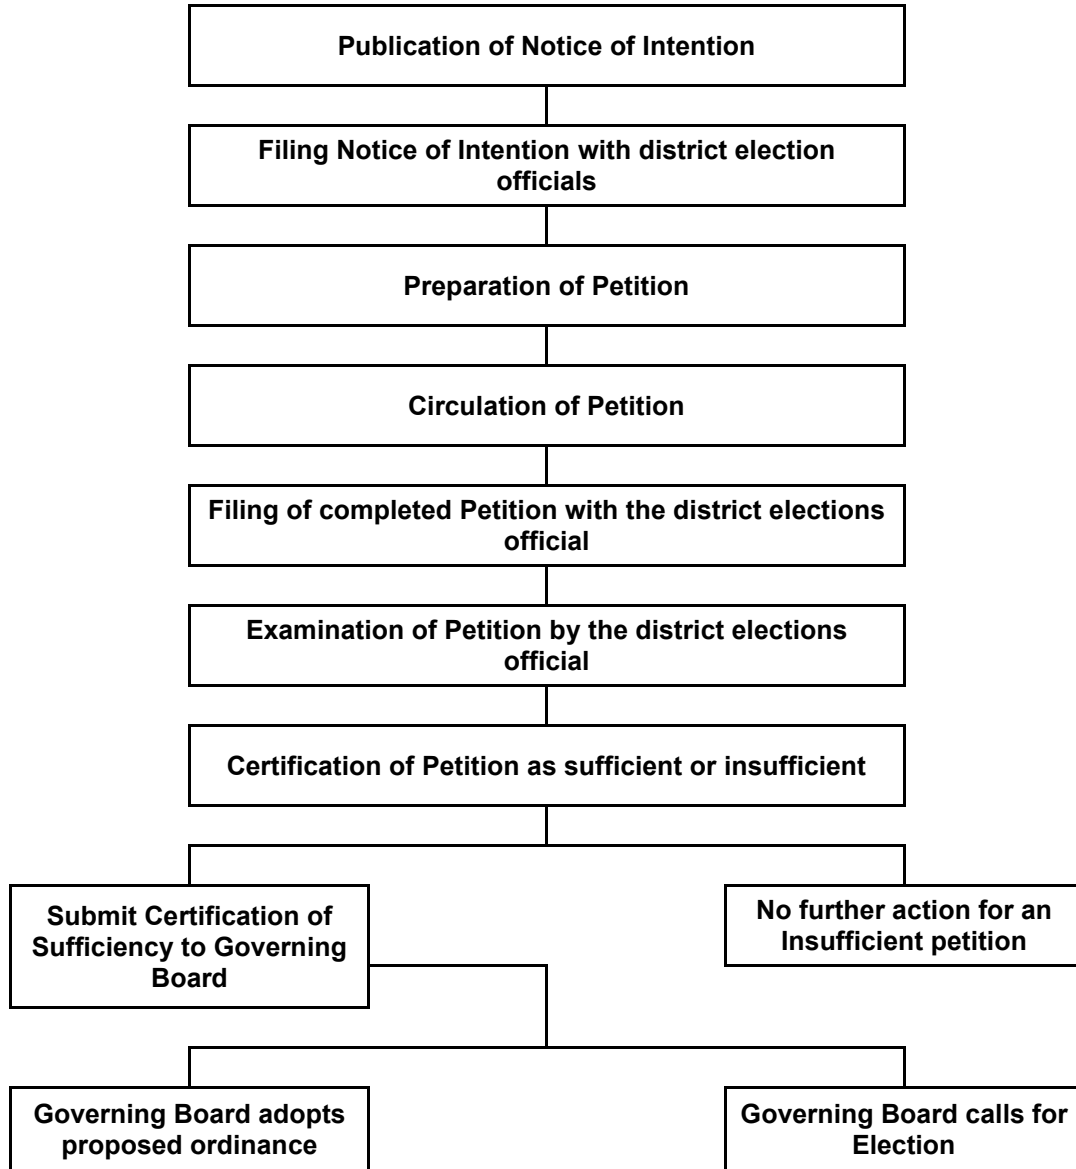 Publication of Notice of Intention
Filing Notice of Intention with district election
officials
Preparation of Petition
Circulation of Petition
Filing of completed Petition with the district elections
official
Examination of Petition by the district elections
official
Certification of Petition as sufficient or insufficient
Submit Certification of
Sufficiency to Governing
Board
No further action for an
Insufficient petition
Governing Board adopts
proposed ordinance
Governing Board calls for
Election